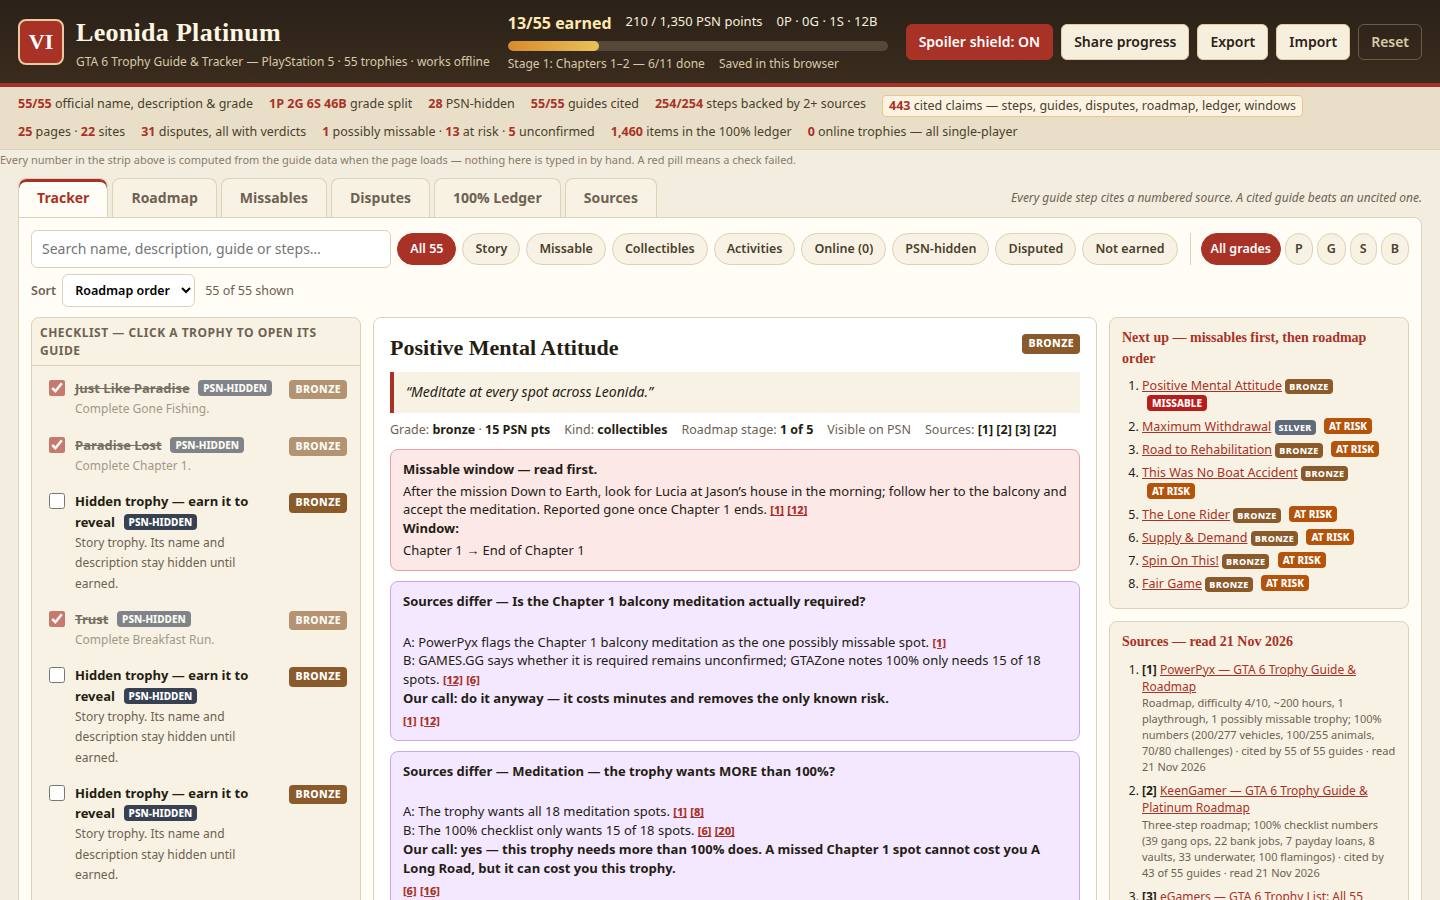 VI
Leonida Platinum
GTA 6 Trophy Guide & Tracker — PlayStation 5 · 55 trophies · works offline
13/55 earned 210 / 1,350 PSN points 0P · 0G · 1S · 12B
Stage 1: Chapters 1–2 — 6/11 done Saved in this browser
Spoiler shield: ON Share progress Export Import Reset
55/55 official name, description & grade 1P 2G 6S 46B grade split 28 PSN-hidden 55/55 guides cited 254/254 steps backed by 2+ sources 443 cited claims — steps, guides, disputes, roadmap, ledger, windows
25 pages · 22 sites 31 disputes, all with verdicts 1 possibly missable · 13 at risk · 5 unconfirmed 1,460 items in the 100% ledger 0 online trophies — all single-player
Every number in the strip above is computed from the guide data when the page loads — nothing here is typed in by hand. A red pill means a check failed.
Tracker Roadmap Missables Disputes 100% Ledger Sources
Every guide step cites a numbered source. A cited guide beats an uncited one.
Search name, description, guide or steps…
All 55 Story Missable Collectibles Activities Online (0) PSN-hidden Disputed Not earned All grades P G S B
Sort Roadmap order 55 of 55 shown
CHECKLIST — CLICK A TROPHY TO OPEN ITS
GUIDE
Just Like Paradise PSN-HIDDEN BRONZE
Complete Gone Fishing.
Paradise Lost PSN-HIDDEN BRONZE
Complete Chapter 1.
Hidden trophy — earn it to BRONZE
reveal PSN-HIDDEN
Story trophy. Its name and
description stay hidden until
earned.
Trust PSN-HIDDEN BRONZE
Complete Breakfast Run.
Hidden trophy — earn it to BRONZE
reveal PSN-HIDDEN
Story trophy. Its name and
description stay hidden until
earned.
Hidden trophy — earn it to BRONZE
reveal PSN-HIDDEN
Story trophy. Its name and
description stay hidden until
earned.
Positive Mental Attitude BRONZE
“Meditate at every spot across Leonida.”
Grade: bronze · 15 PSN pts Kind: collectibles Roadmap stage: 1 of 5 Visible on PSN Sources: [1] [2] [3] [22]
Missable window — read first.
After the mission Down to Earth, look for Lucia at Jason’s house in the morning; follow her to the balcony and
accept the meditation. Reported gone once Chapter 1 ends. [1] [12]
Window:
Chapter 1 → End of Chapter 1
Sources differ — Is the Chapter 1 balcony meditation actually required?
A: PowerPyx flags the Chapter 1 balcony meditation as the one possibly missable spot. [1]
B: GAMES.GG says whether it is required remains unconfirmed; GTAZone notes 100% only needs 15 of 18
spots. [12] [6]
Our call: do it anyway — it costs minutes and removes the only known risk.
[1] [12]
Sources differ — Meditation — the trophy wants MORE than 100%?
A: The trophy wants all 18 meditation spots. [1] [8]
B: The 100% checklist only wants 15 of 18 spots. [6] [20]
Our call: yes — this trophy needs more than 100% does. A missed Chapter 1 spot cannot cost you A
Long Road, but it can cost you this trophy.
[6] [16]
Next up — missables first, then roadmap
order
1. Positive Mental Attitude BRONZE
MISSABLE
2. Maximum Withdrawal SILVER AT RISK
3. Road to Rehabilitation BRONZE AT RISK
4. This Was No Boat Accident BRONZE
AT RISK
5. The Lone Rider BRONZE AT RISK
6. Supply & Demand BRONZE AT RISK
7. Spin On This! BRONZE AT RISK
8. Fair Game BRONZE AT RISK
Sources — read 21 Nov 2026
1. [1] PowerPyx — GTA 6 Trophy Guide &
Roadmap
Roadmap, difficulty 4/10, ~200 hours, 1
playthrough, 1 possibly missable trophy; 100%
numbers (200/277 vehicles, 100/255 animals,
70/80 challenges) · cited by 55 of 55 guides · read
21 Nov 2026
2. [2] KeenGamer — GTA 6 Trophy Guide &
Platinum Roadmap
Three-step roadmap; 100% checklist numbers
(39 gang ops, 22 bank jobs, 7 payday loans, 8
vaults, 33 underwater, 100 flamingos) · cited by
43 of 55 guides · read 21 Nov 2026
3. [3] eGamers — GTA 6 Trophy List: All 55